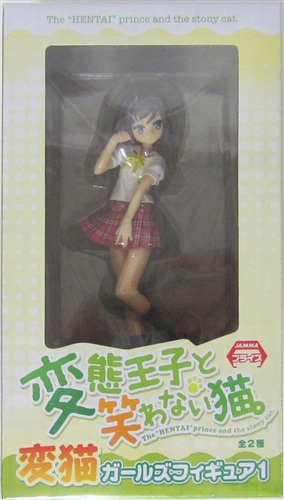 The "HENTAI" prince and the stony cat.
JAMMA
プライズ
変態王子と
笑わない猫。
The "HENTAI" prince and the stony cat.
全2種
変猫 ガールズフィギュア1